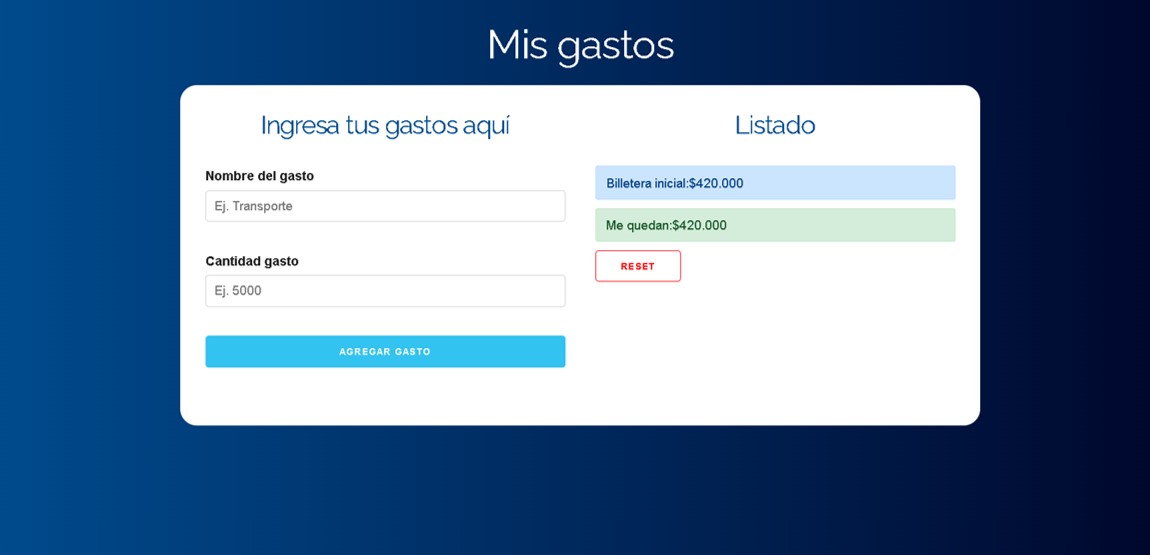 Mis gastos
Ingresa tus gastos aquí
Nombre del gasto
Ej. Transporte
Cantidad gasto
Ej. 5000
AGREGAR GASTO
Listado
Billetera inicial:$420.000
Me quedan:$420.000
RESET